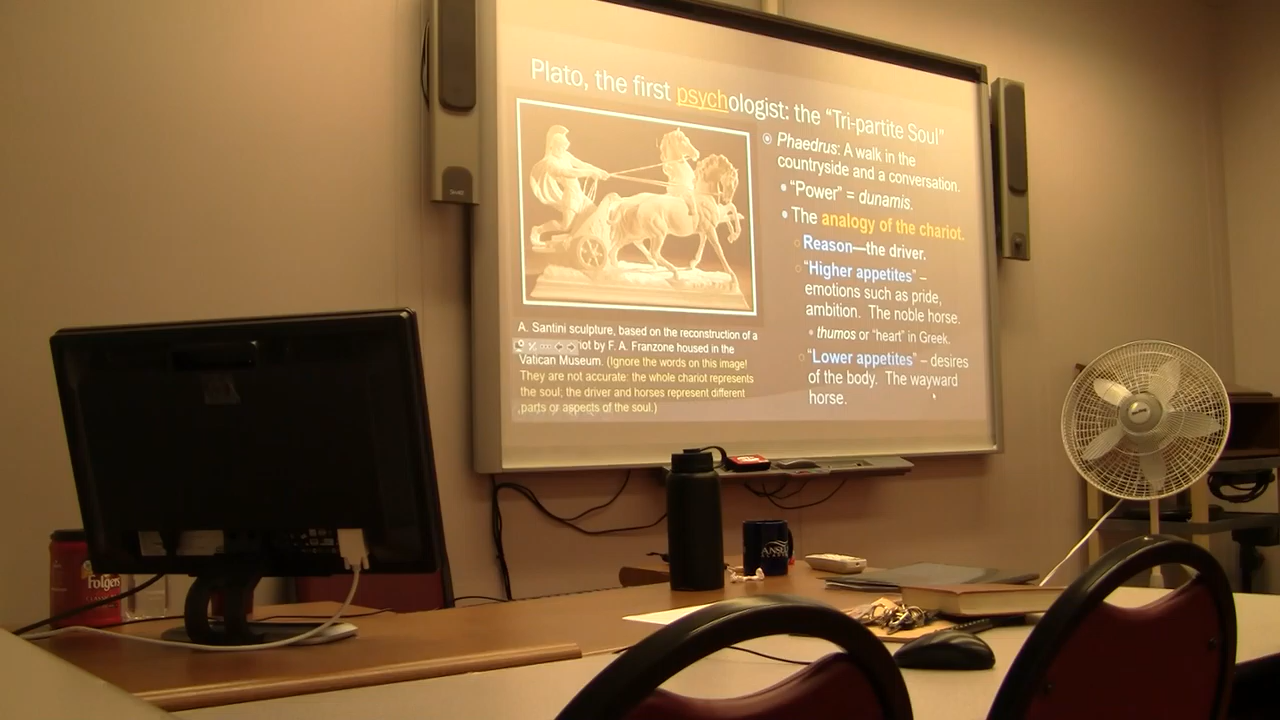 Plato, the first psychologist: the "Tri-partite Soul"
Phaedrus: A walk in the
countryside and a conversation.
"Power" = dunamis.
The analogy of the chariot.
Reason—the driver.
"Higher appetites" –
emotions such as pride,
ambition. The noble horse.
thumos or "heart" in Greek.
"Lower appetites" – desires
of the body. The wayward
horse.
A. Santini sculpture, based on the reconstruction of a
by F. A. Franzone housed in the
Vatican Museum. (Ignore the words on this image!
They are not accurate: the whole chariot represents
the soul; the driver and horses represent different
parts or aspects of the soul.)
Folgers